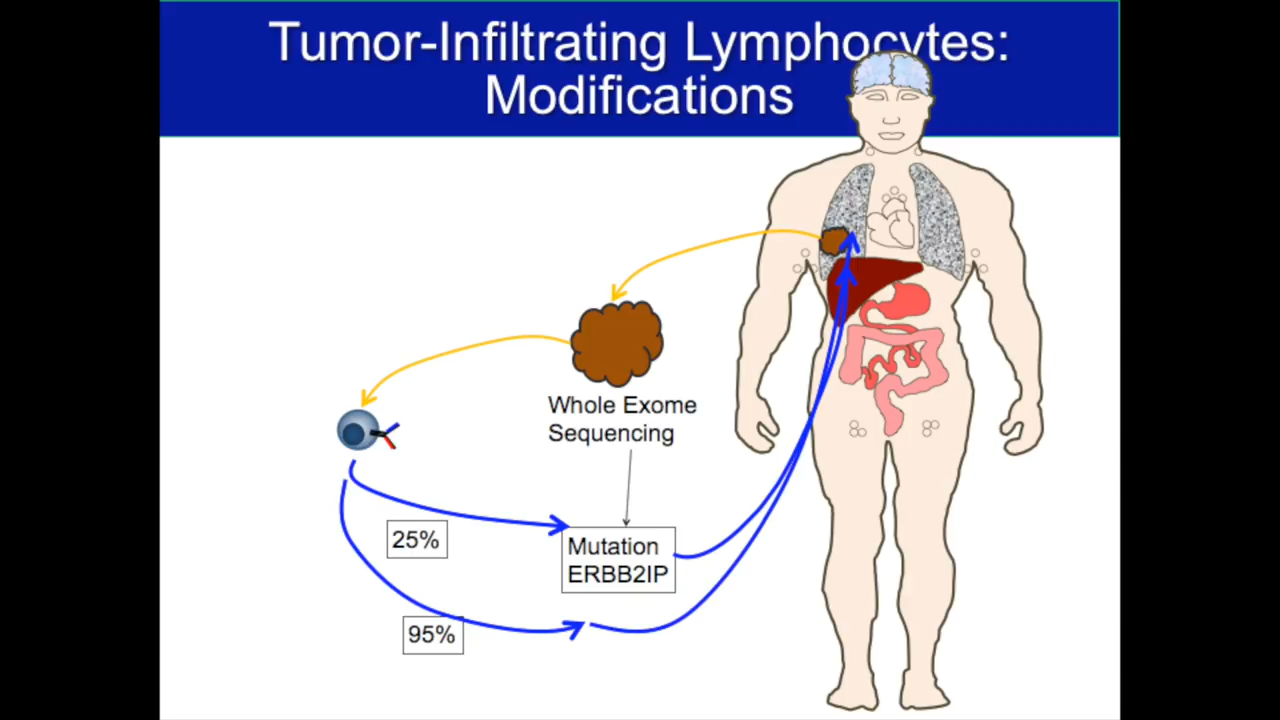 Tumor-Infiltrating Lymphocytes:
Modifications
Whole Exome
Sequencing
25%
Mutation
ERBB2IP
95%